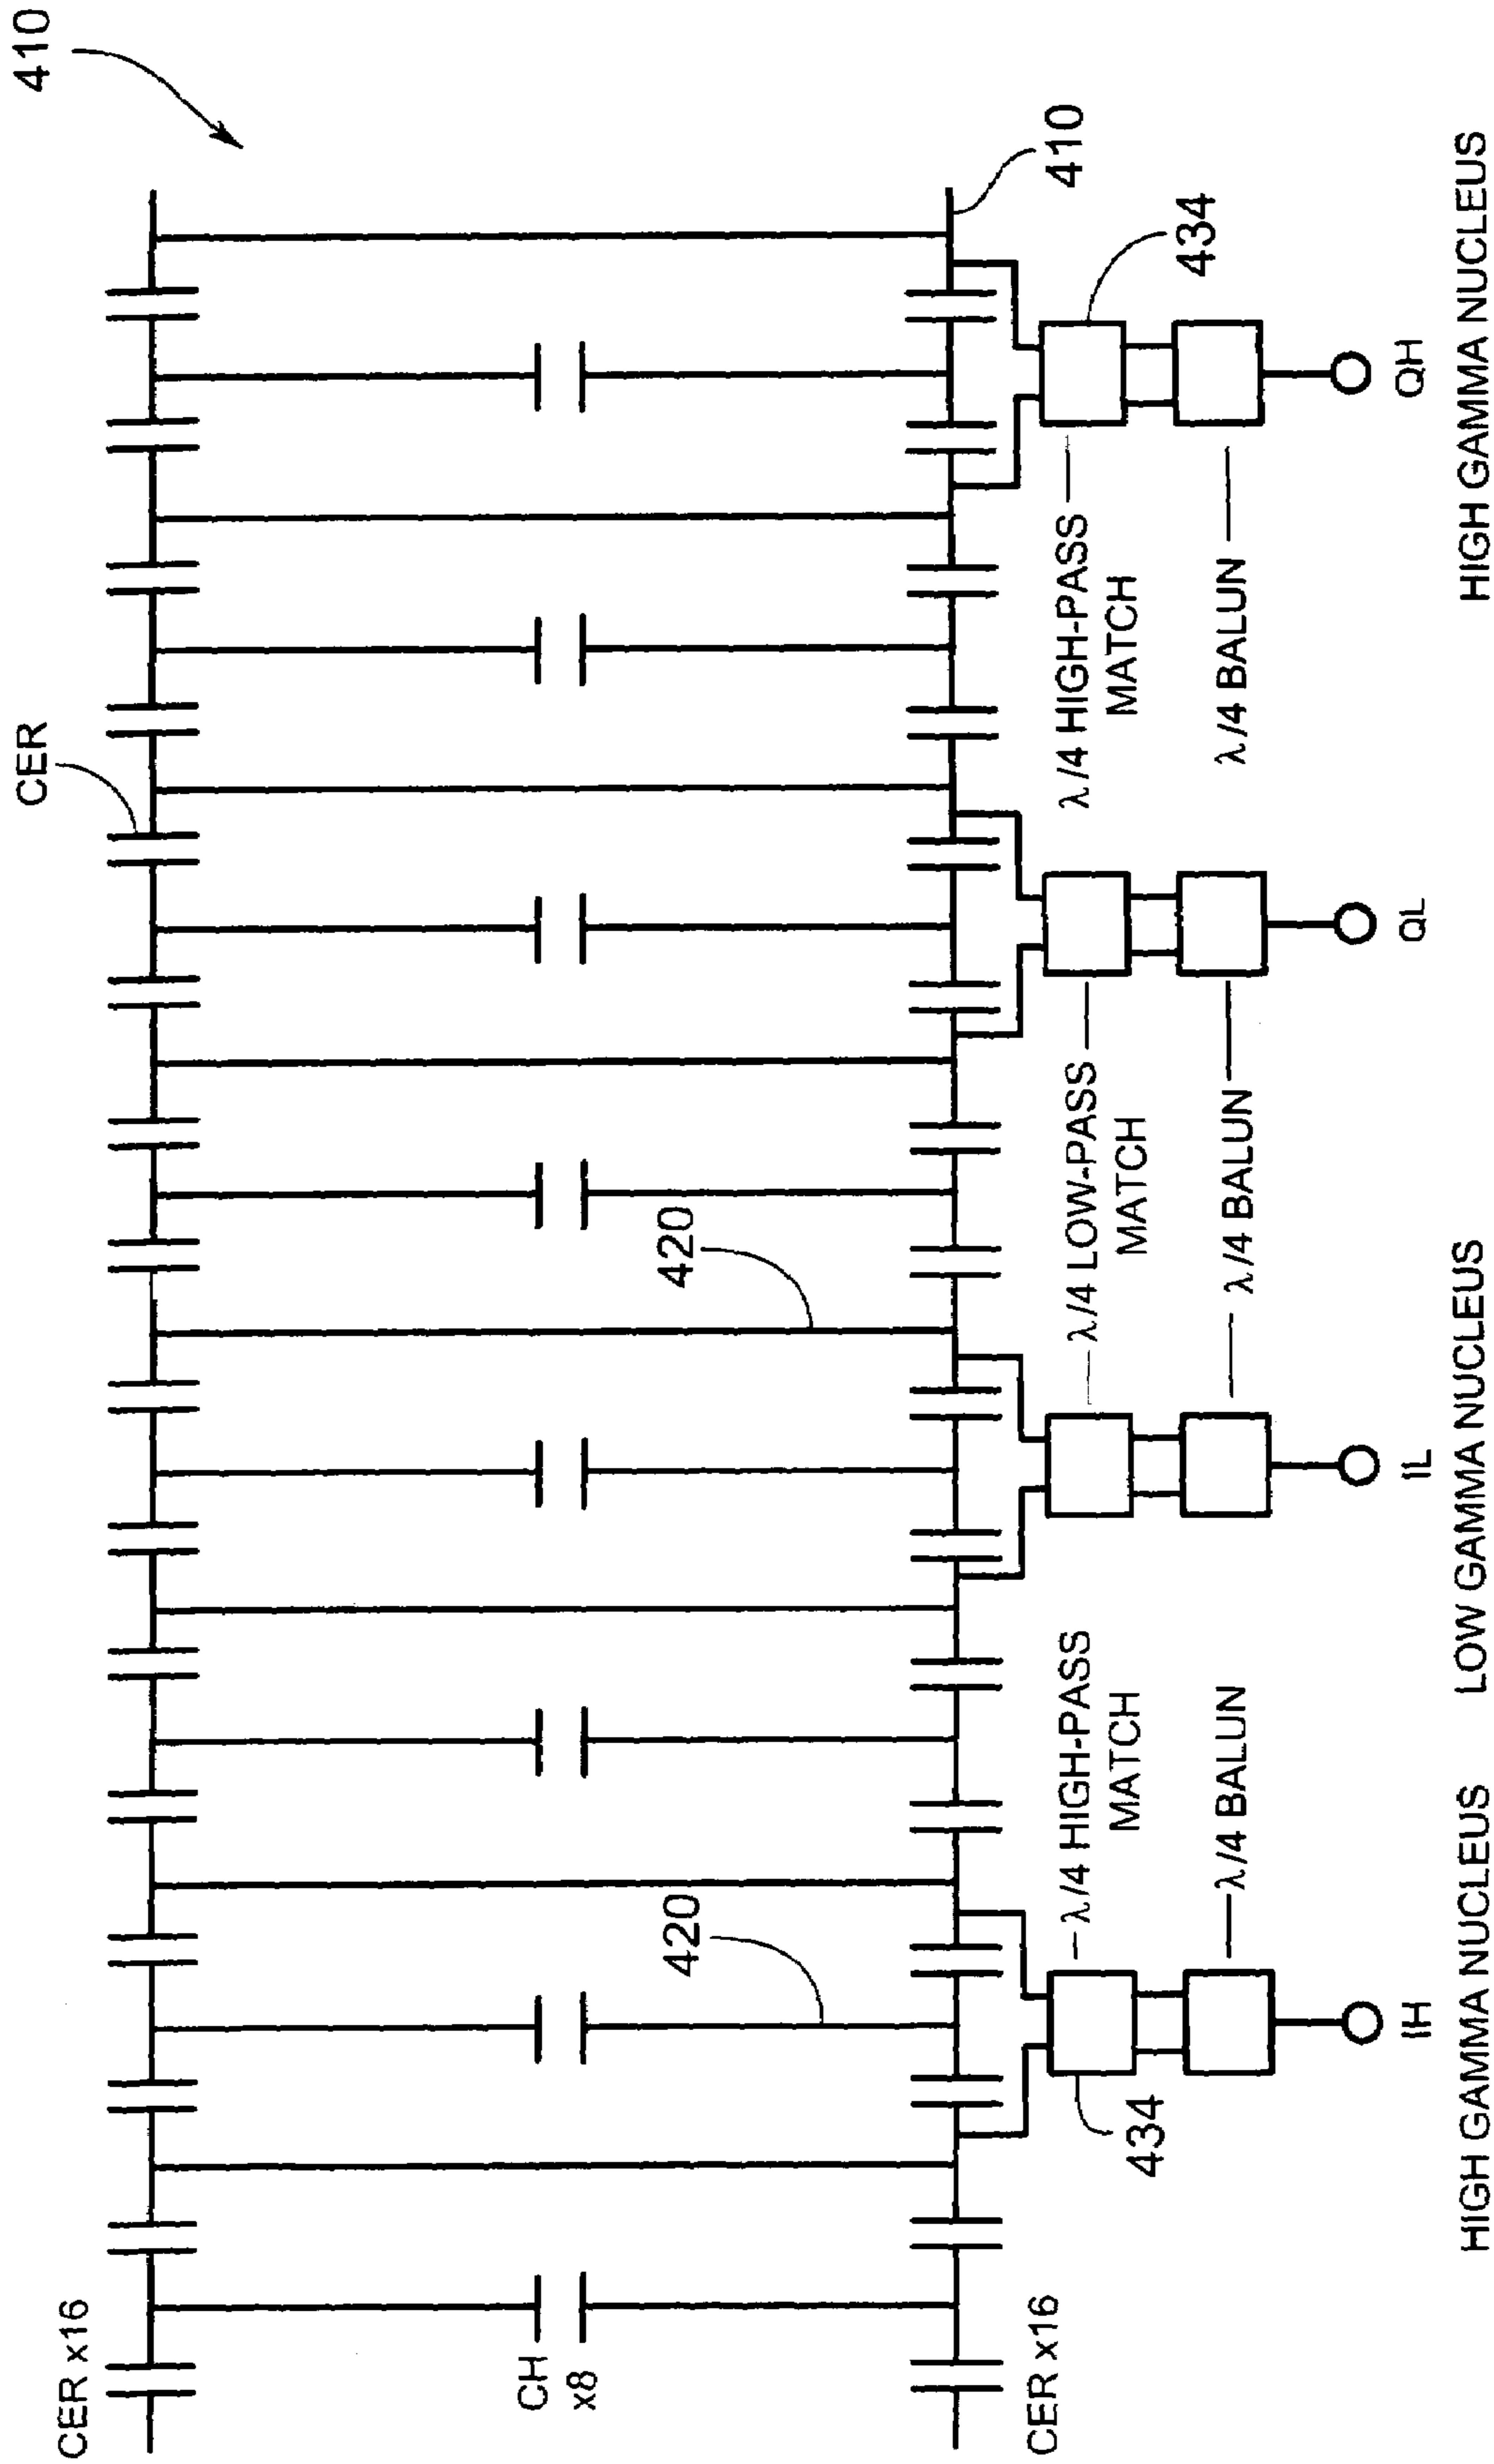 410
CER
CER x16
CH
x8
420
420
410
CER x16
434
434
λ/4 HIGH-PASS
MATCH
λ/4 LOW-PASS
MATCH
λ/4 HIGH-PASS
MATCH
λ/4 BALUN
λ/4 BALUN
λ/4 BALUN
IH
IL
QL
QH
HIGH GAMMA NUCLEUS
LOW GAMMA NUCLEUS
HIGH GAMMA NUCLEUS